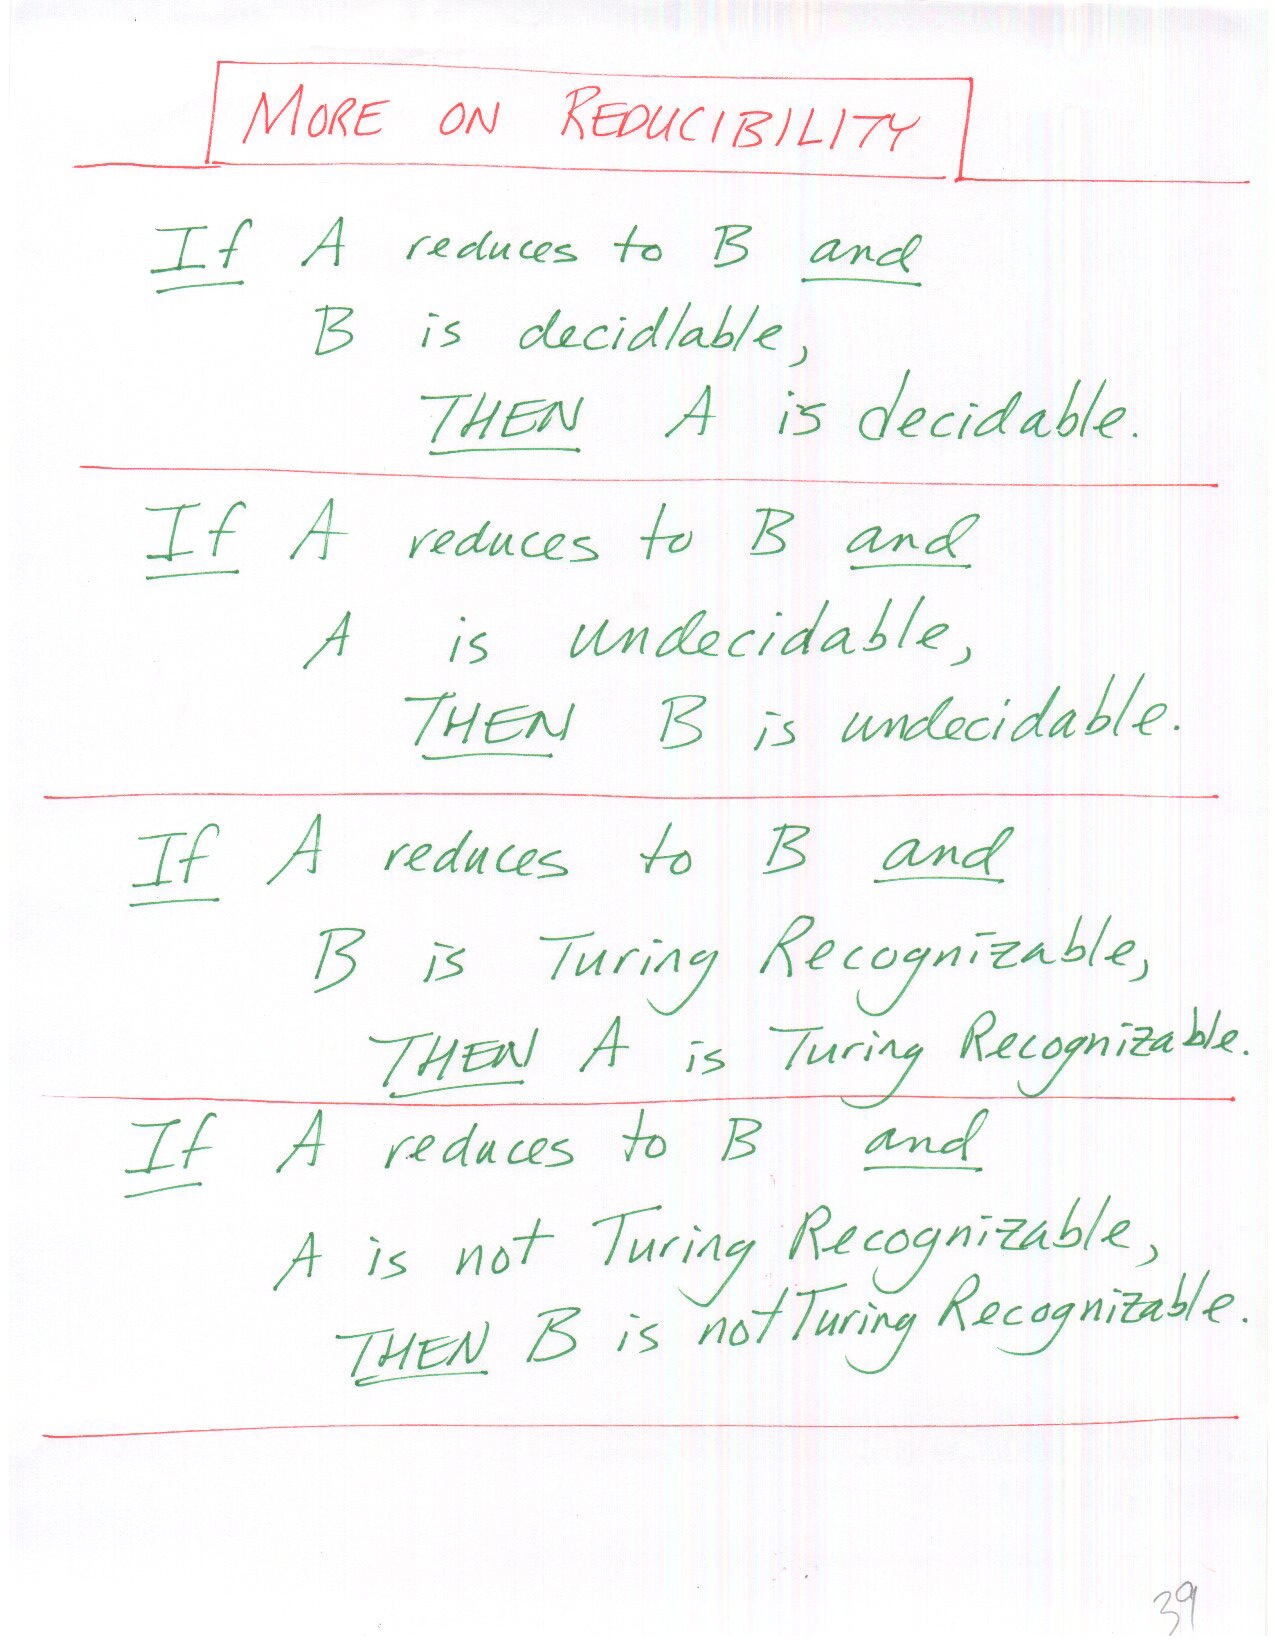 MORE ON REDUCIBILITY
If A reduces to B and
B is decidlable,
THEN A is decidable.
If A reduces to B and
A is undecidable,
THEN B is undecidable.
If A reduces to B and
B is Turing Recognizable,
THEN A is Turing Recognizable.
If A reduces to B and
A is not Turing Recognizable,
THEN B is not Turing Recognizable.
39